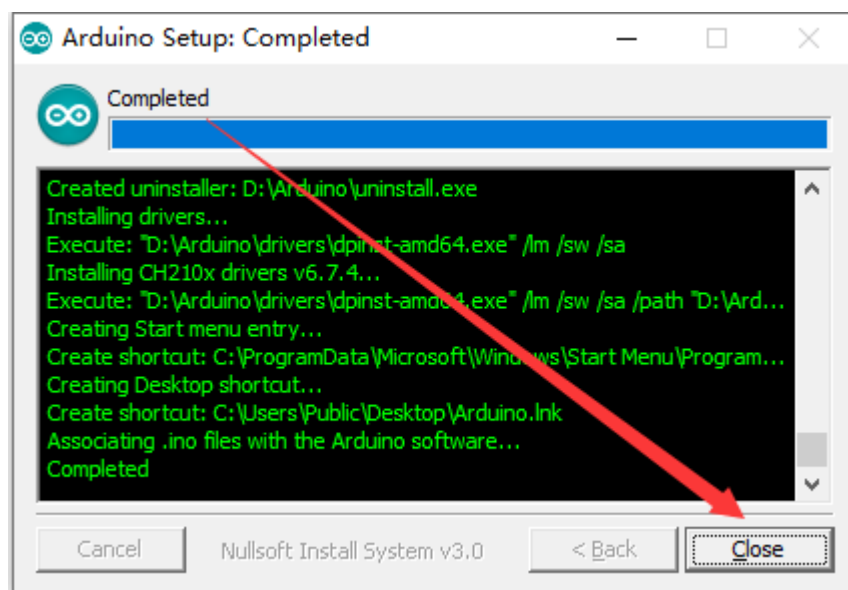 Arduino Setup: Completed
Completed
Created uninstaller: D:\Arduino\uninstall.exe
Installing drivers...
Execute: "D:\Arduino\drivers\dpinst-amd64.exe" /lm /sw /sa
Installing CH210x drivers v6.7.4...
Execute: "D:\Arduino\drivers\dpinst-amd64.exe" /lm /sw /sa /path "D:\Ard...
Creating Start menu entry...
Create shortcut: C:\ProgramData\Microsoft\Windows\Start Menu\Program...
Creating Desktop shortcut...
Create shortcut: C:\Users\Public\Desktop\Arduino.lnk
Associating .ino files with the Arduino software...
Completed
Cancel Nullsoft Install System v3.0 < Back Close